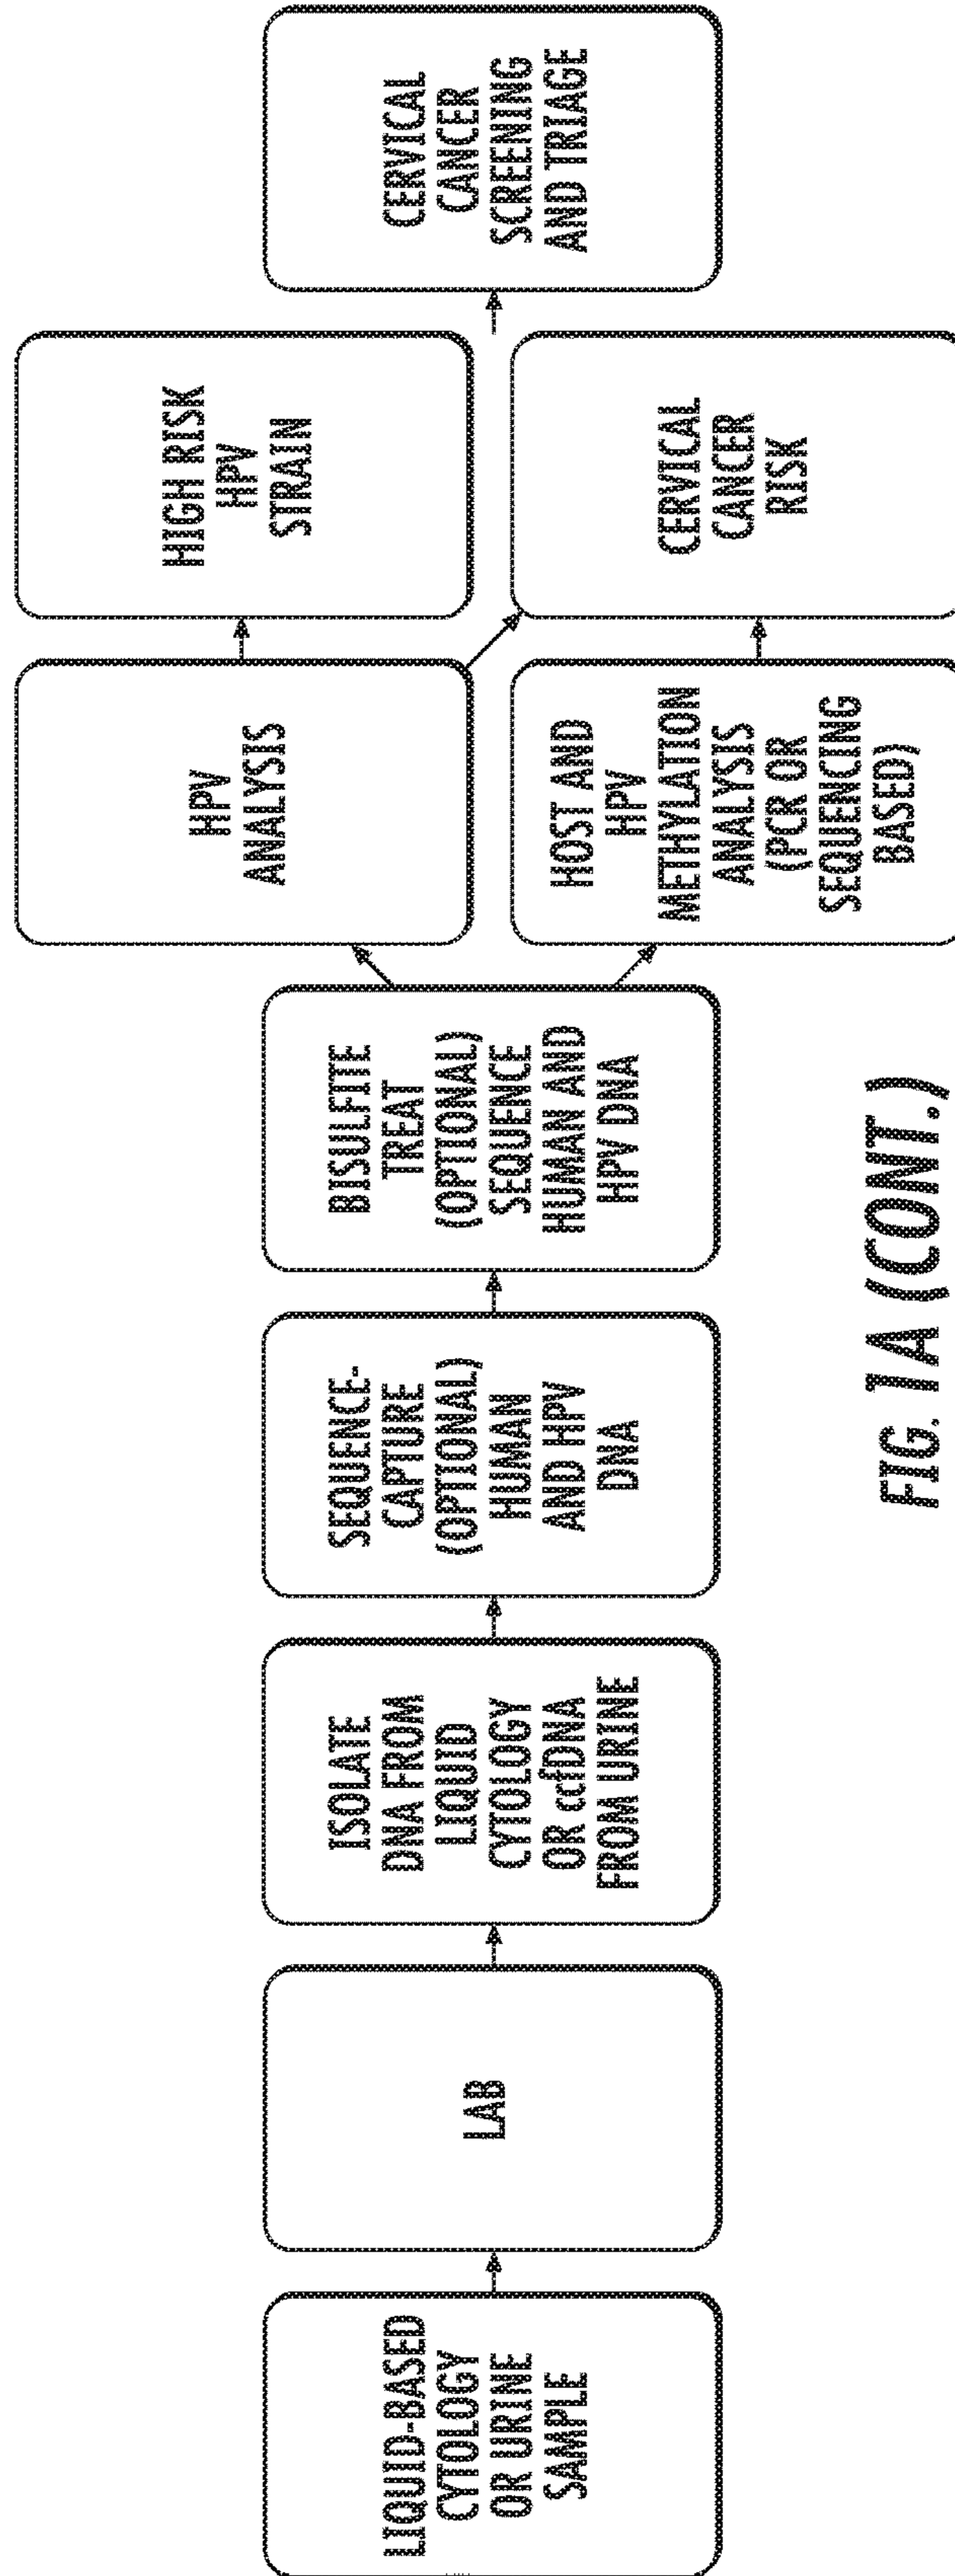 LIQUID-BASED
CYTOLOGY
OR URINE
SAMPLE
LAB
ISOLATE
DNA FROM
LIQUID
CYTOLOGY
OR ccfDNA
FROM URINE
SEQUENCE-
CAPTURE
(OPTIONAL)
HUMAN
AND HPV
DNA
BISULFITE
TREAT
(OPTIONAL)
SEQUENCE
HUMAN AND
HPV DNA
HPV
ANALYSIS
HIGH RISK
HPV
STRAIN
HOST AND
HPV
METHYLATION
ANALYSIS
(PCR OR
SEQUENCING
BASED)
CERVICAL
CANCER
RISK
CERVICAL
CANCER
SCREENING
AND TRIAGE
FIG. 1A (CONT.)